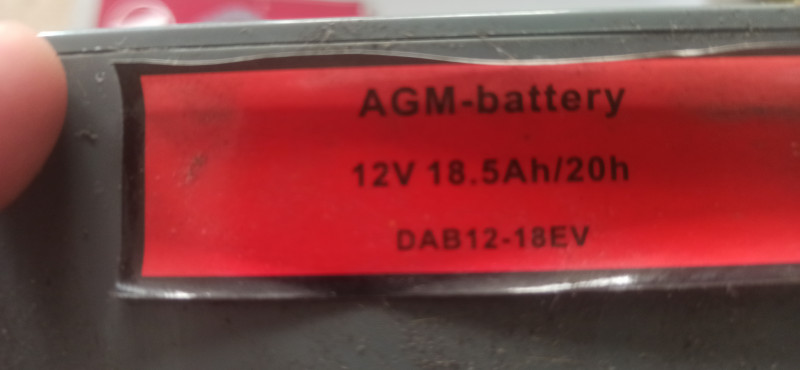 AGM-battery
12V 18.5Ah/20h
DAB12-18EV